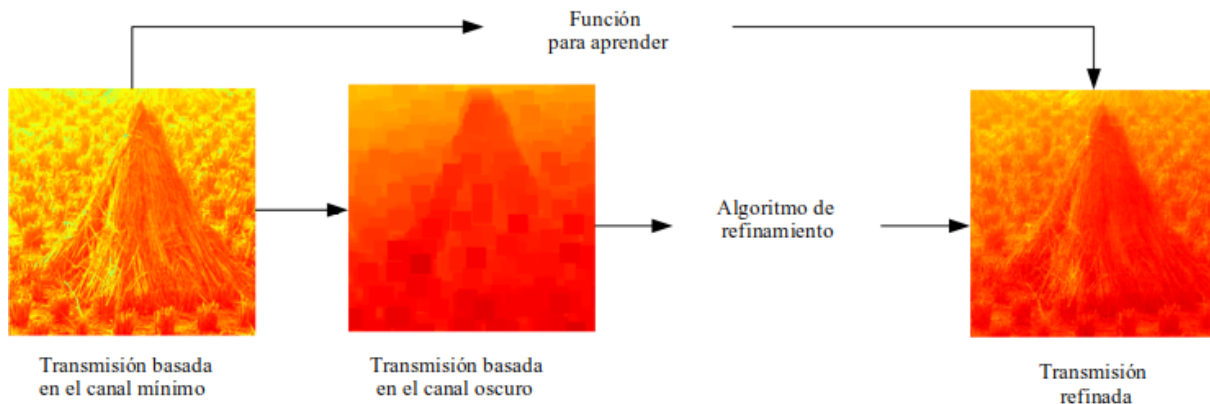 Función
para aprender
Algoritmo de
refinamiento
Transmisión basada
en el canal mínimo
Transmisión basada
en el canal oscuro
Transmisión
refinada